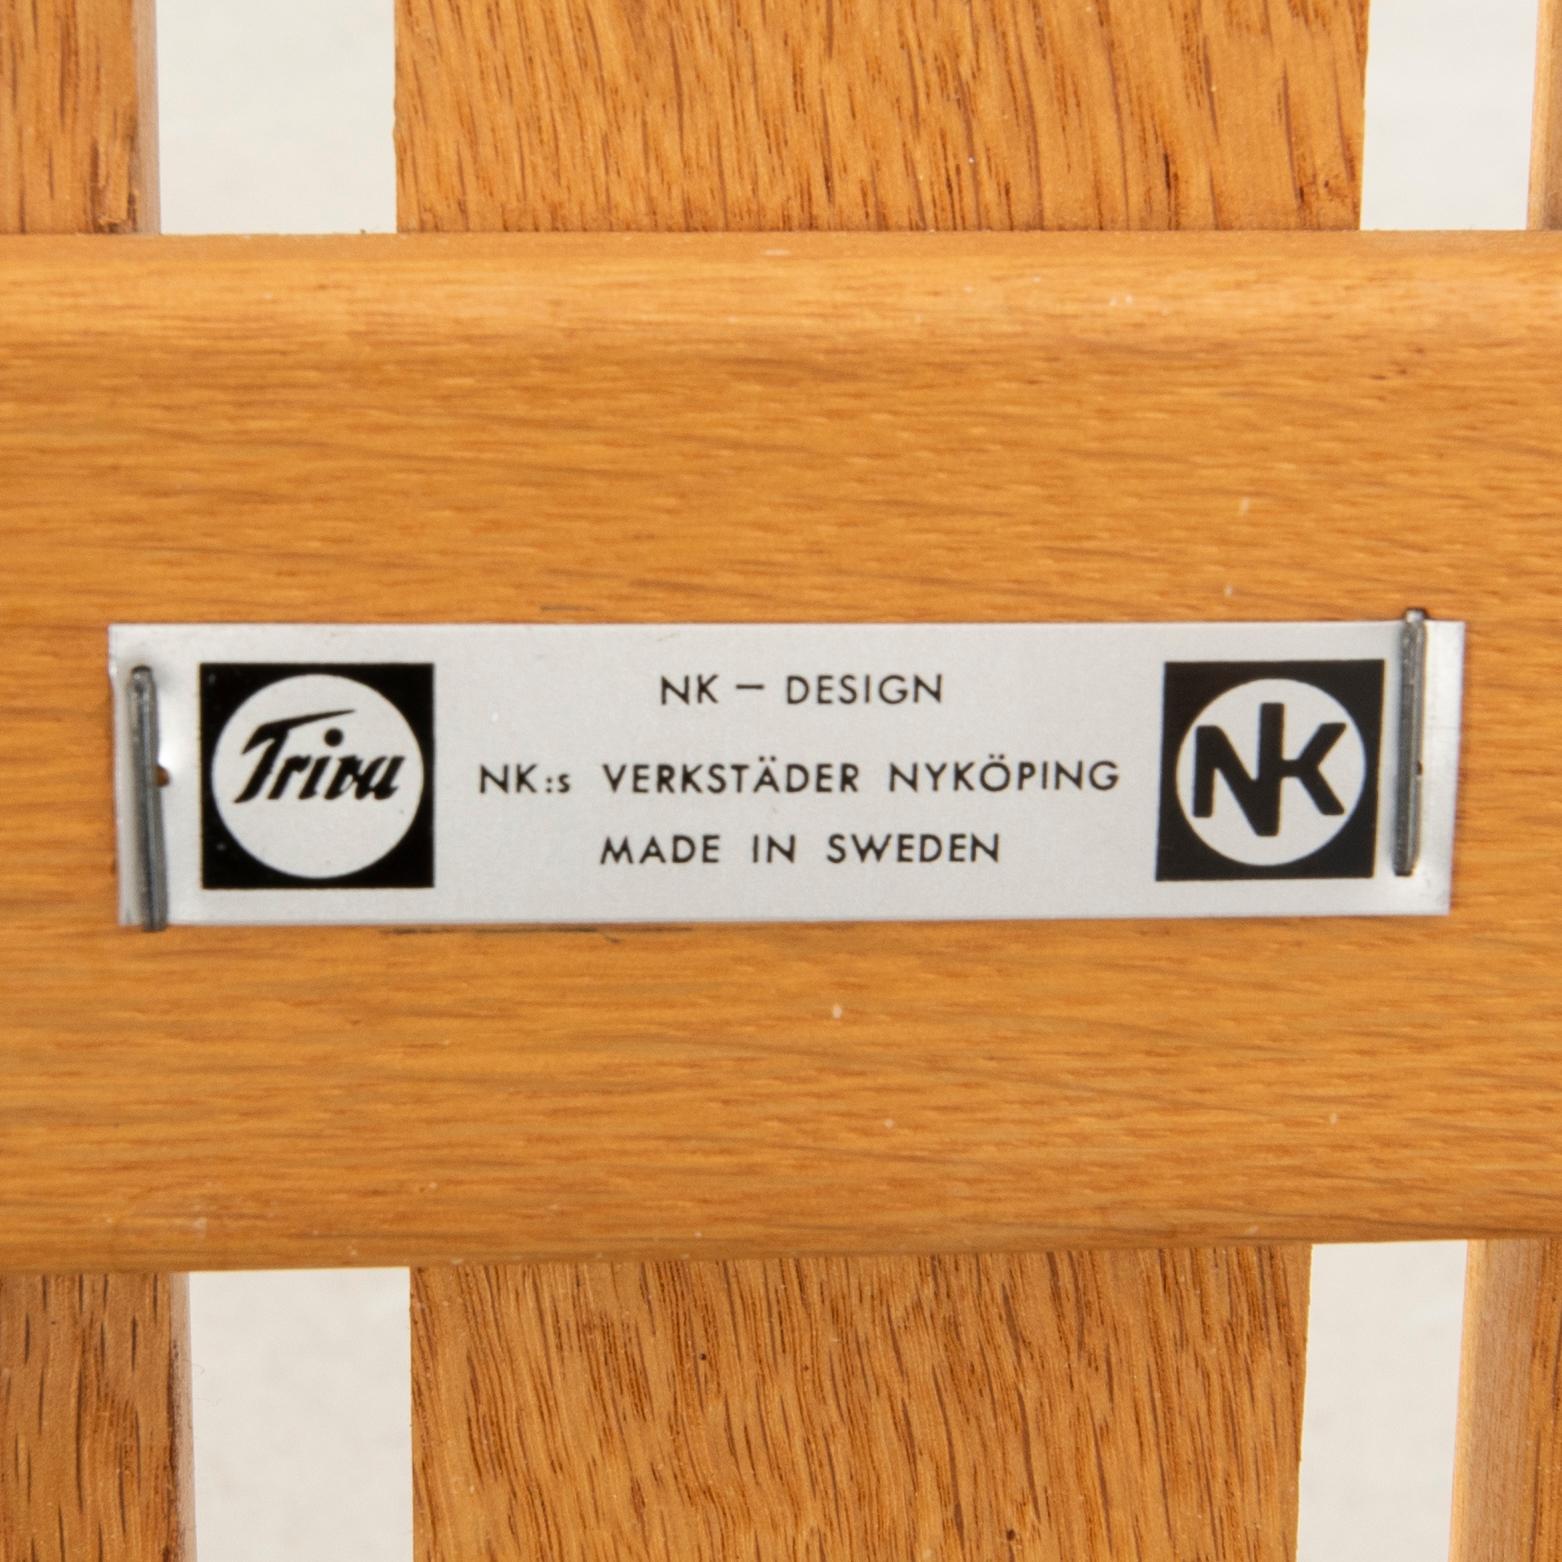 Triva
NK – DESIGN
NK:s VERKSTÄDER NYKÖPING
MADE IN SWEDEN
NK